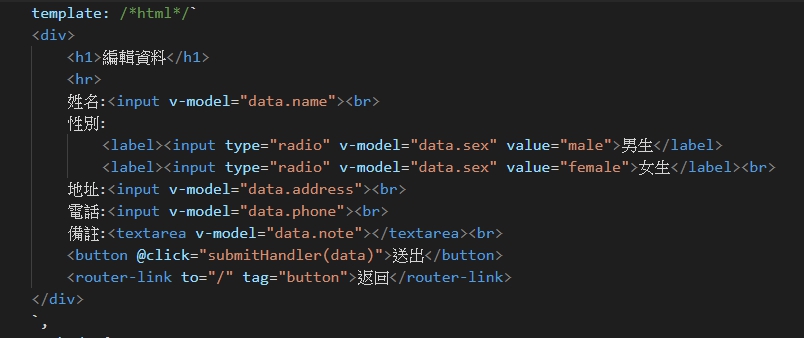 template: /*html*/`
<div>
<h1>編輯資料</h1>
<hr>
姓名:<input v-model="data.name"><br>
性別:
<label><input type="radio" v-model="data.sex" value="male">男生</label>
<label><input type="radio" v-model="data.sex" value="female">女生</label><br>
地址:<input v-model="data.address"><br>
電話:<input v-model="data.phone"><br>
備註:<textarea v-model="data.note"></textarea><br>
<button @click="submitHandler(data)">送出</button>
<router-link to="/" tag="button">返回</router-link>
</div>
`,